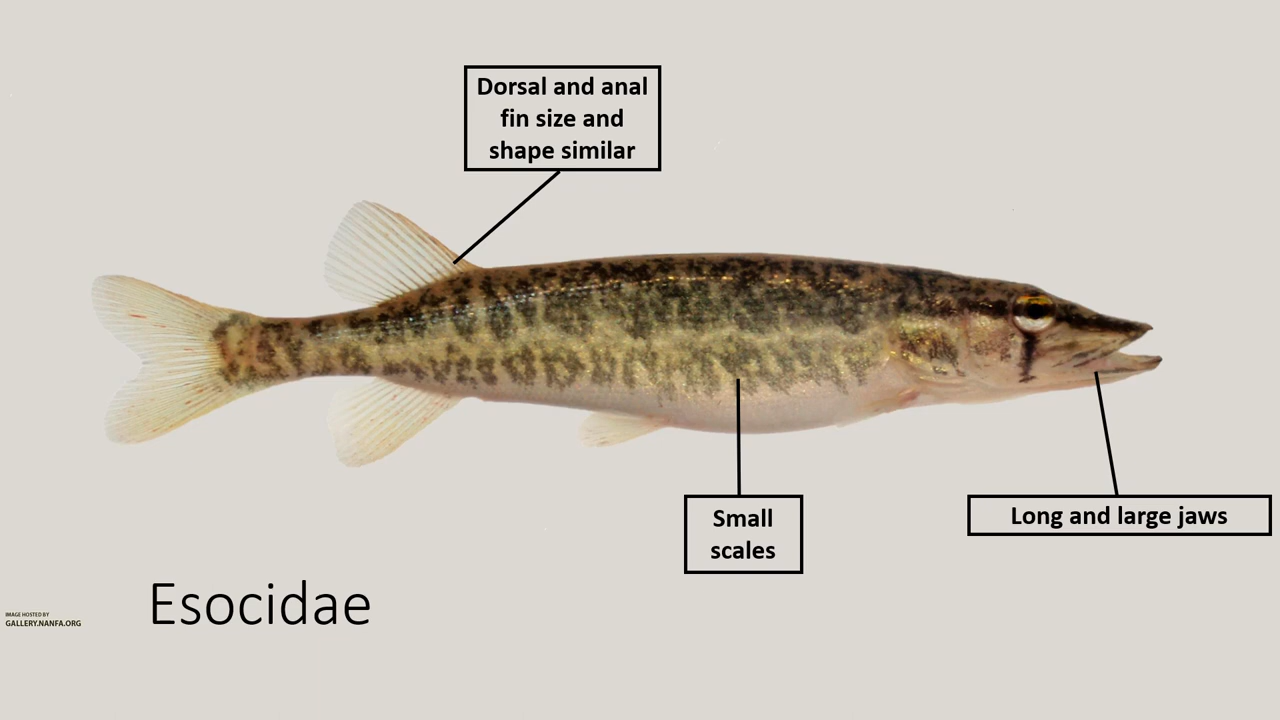 Dorsal and anal
fin size and
shape similar
Small
scales
Long and large jaws
Esocidae
IMAGE HOSTED BY
GALLERY.NANFA.ORG